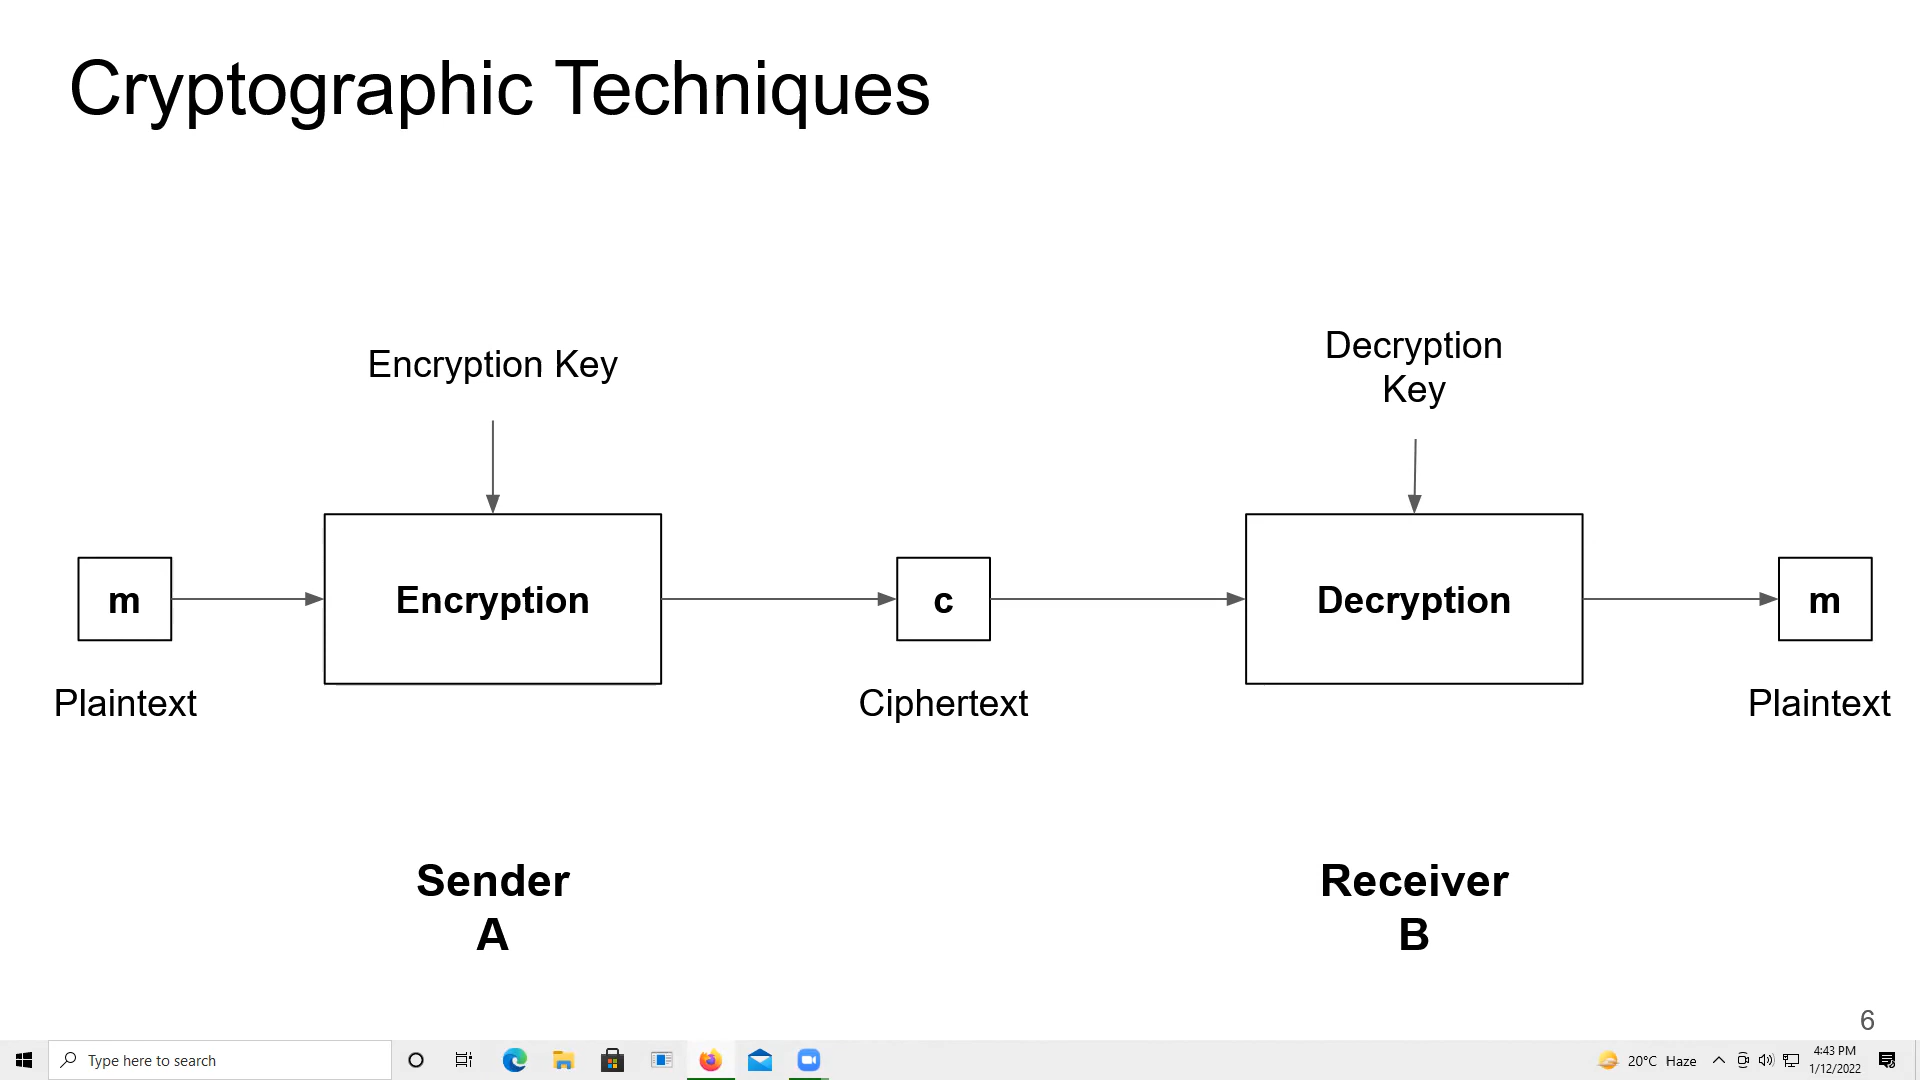 Cryptographic Techniques
Encryption Key
Decryption
Key
m
Encryption
c
Decryption
m
Plaintext
Ciphertext
Plaintext
Sender
A
Receiver
B
6
Type here to search
20°C Haze
4:43 PM
1/12/2022